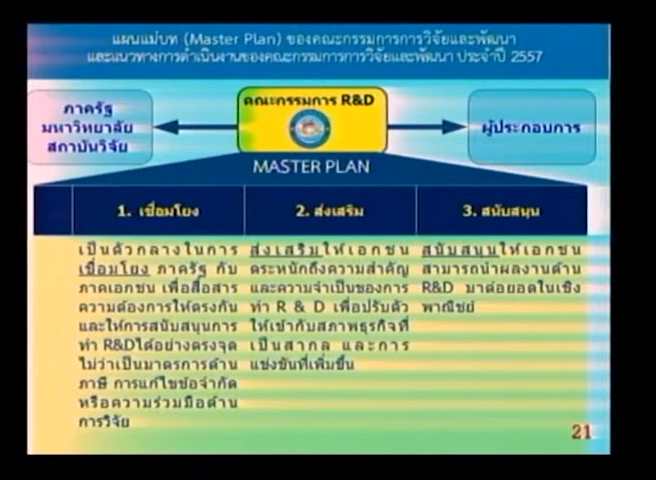 แผนแม่บท (Master Plan) ของคณะกรรมการการวิจัยและพัฒนา
และแนวทางการดำเนินงานของคณะกรรมการการวิจัยและพัฒนา ประจำปี 2557
ภาครัฐ
มหาวิทยาลัย
สถาบันวิจัย
คณะกรรมการ R&D
ผู้ประกอบการ
MASTER PLAN
1. เชื่อมโยง
2. ส่งเสริม
3. สนับสนุน
เป็นตัวกลางในการ
เชื่อมโยง ภาครัฐ กับ
ภาคเอกชน เพื่อสื่อสาร
ความต้องการให้ตรงกัน
และให้การสนับสนุนการ
ทำ R&Dได้อย่างตรงจุด
ไม่ว่าเป็นมาตรการด้าน
ภาษี การแก้ไขข้อจำกัด
หรือความร่วมมือด้าน
การวิจัย
ส่งเสริมให้เอกชน
ตระหนักถึงความสำคัญ
และความจำเป็นของการ
ทำ R & D เพื่อปรับตัว
ให้เข้ากับสภาพธุรกิจที่
เป็นสากล และการ
แข่งขันที่เพิ่มขึ้น
สนับสนุนให้เอกชน
สามารถนำผลงานด้าน
R&D มาต่อยอดในเชิง
พาณิชย์
21